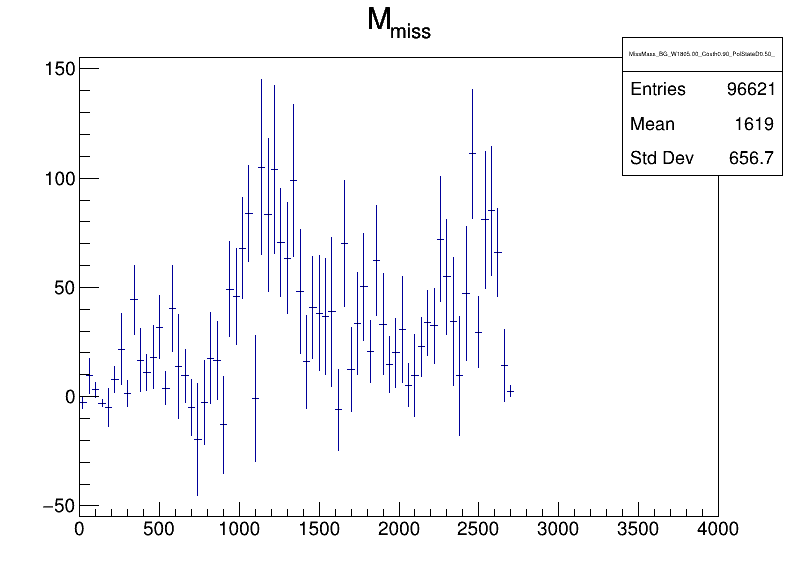 M_miss
MissMass_BG_W1805.00_Costh0.90_PolStateD0.50_
Entries 96621
Mean 1619
Std Dev 656.7
150
100
50
0
−50
0 500 1000 1500 2000 2500 3000 3500 4000